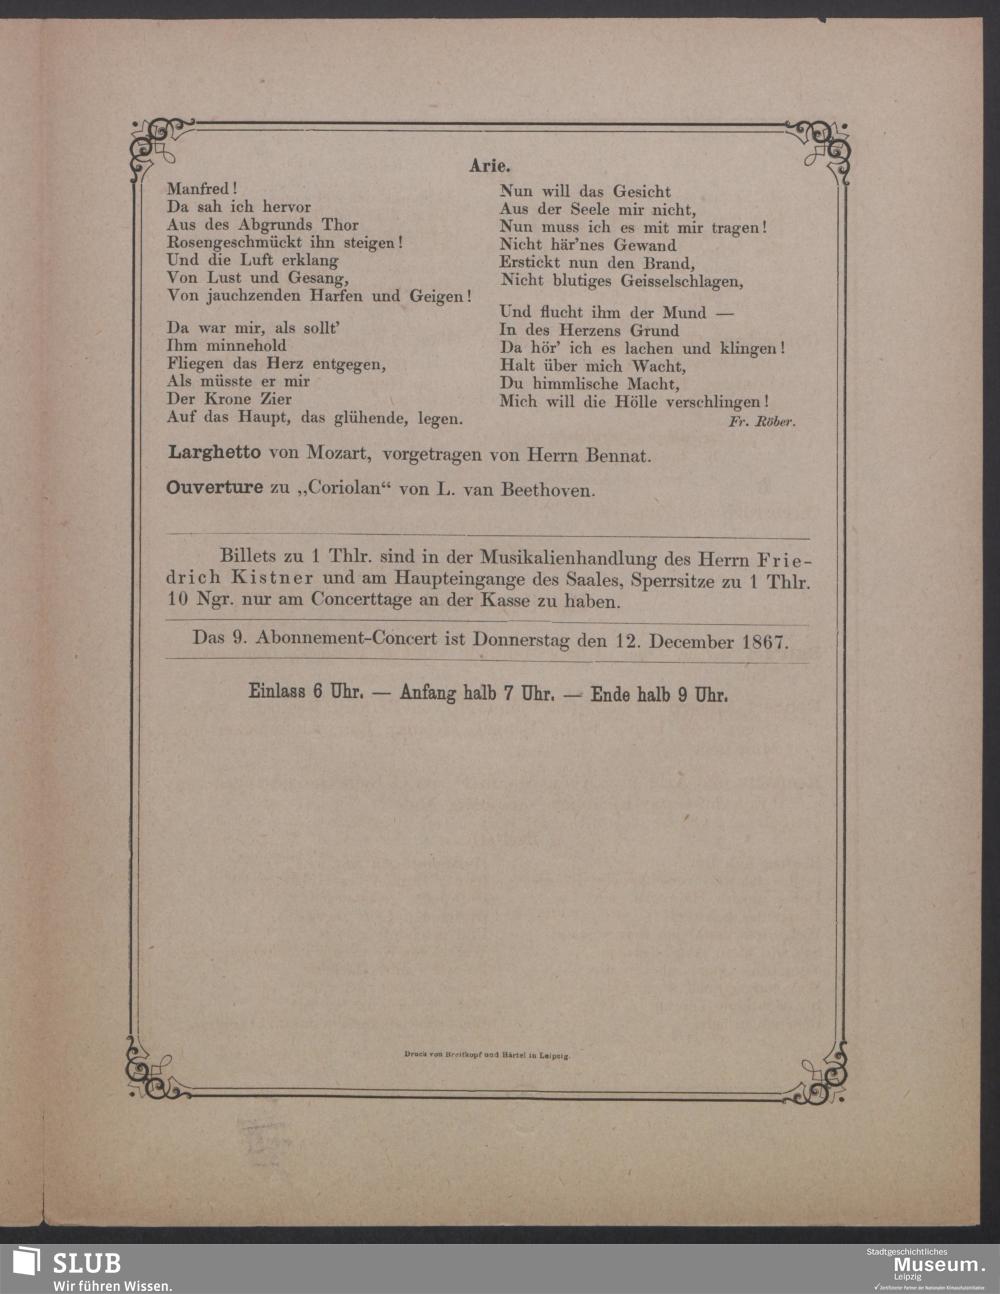 Arie.
Manfred!
Da sah ich hervor
Aus des Abgrunds Thor
Rosengeschmückt ihn steigen!
Und die Luft erklang
Von Lust und Gesang,
Von jauchzenden Harfen und Geigen!
Da war mir, als sollt'
Ihm minnehold
Fliegen das Herz entgegen,
Als müsste er mir
Der Krone Zier
Auf das Haupt, das glühende, legen.
Nun will das Gesicht
Aus der Seele mir nicht,
Nun muss ich es mit mir tragen!
Nicht här'nes Gewand
Erstickt nun den Brand,
Nicht blutiges Geisselschlagen,
Und flucht ihm der Mund —
In des Herzens Grund
Da hör' ich es lachen und klingen!
Halt über mich Wacht,
Du himmlische Macht,
Mich will die Hölle verschlingen!
Fr. Röber.
Larghetto von Mozart, vorgetragen von Herrn Bennat.
Ouverture zu „Coriolan“ von L. van Beethoven.
Billets zu 1 Thlr. sind in der Musikalienhandlung des Herrn Frie-
drich Kistner und am Haupteingange des Saales, Sperrsitze zu 1 Thlr.
10 Ngr. nur am Concerttage an der Kasse zu haben.
Das 9. Abonnement-Concert ist Donnerstag den 12. December 1867.
Einlass 6 Uhr. — Anfang halb 7 Uhr. — Ende halb 9 Uhr.
Druck von Breitkopf und Härtel in Leipzig.
SLUB
Wir führen Wissen.
Stadtgeschichtliches
Museum.
Leipzig
Zertifizierter Partner der Nationalen Klimaschutzinitiative